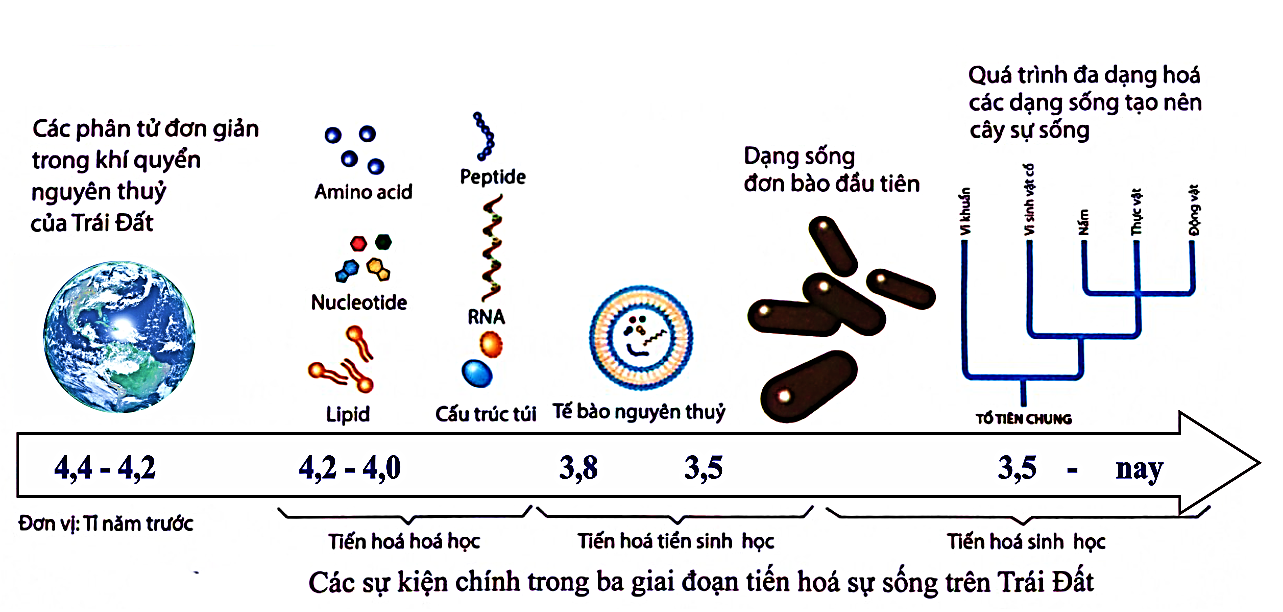 Các phân tử đơn giản
trong khí quyển
nguyên thuỷ
của Trái Đất
Amino acid
Nucleotide
Lipid
Peptide
RNA
Cấu trúc túi
Tế bào nguyên thuỷ
Dạng sống
đơn bào đầu tiên
Quá trình đa dạng hoá
các dạng sống tạo nên
cây sự sống
Vi khuẩn
Vi sinh vật cổ
Nấm
Thực vật
Động vật
TỔ TIÊN CHUNG
4,4 - 4,2
4,2 - 4,0
3,8
3,5
3,5 - nay
Đơn vị: Tỉ năm trước
Tiến hoá hoá học
Tiến hoá tiền sinh học
Tiến hoá sinh học
Các sự kiện chính trong ba giai đoạn tiến hoá sự sống trên Trái Đất